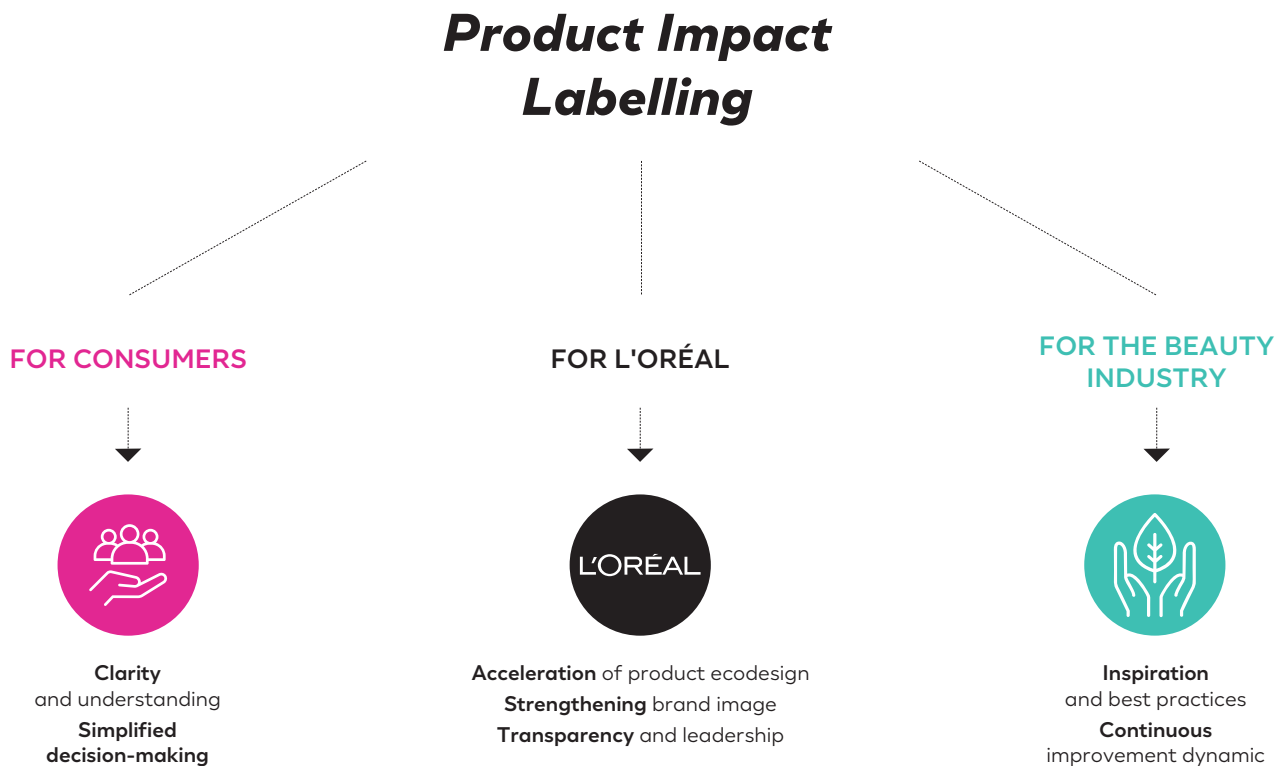 Product Impact
Labelling
FOR CONSUMERS
Clarity
and understanding
Simplified
decision-making
FOR L'ORÉAL
L'ORÉAL
Acceleration of product ecodesign
Strengthening brand image
Transparency and leadership
FOR THE BEAUTY
INDUSTRY
Inspiration
and best practices
Continuous
improvement dynamic